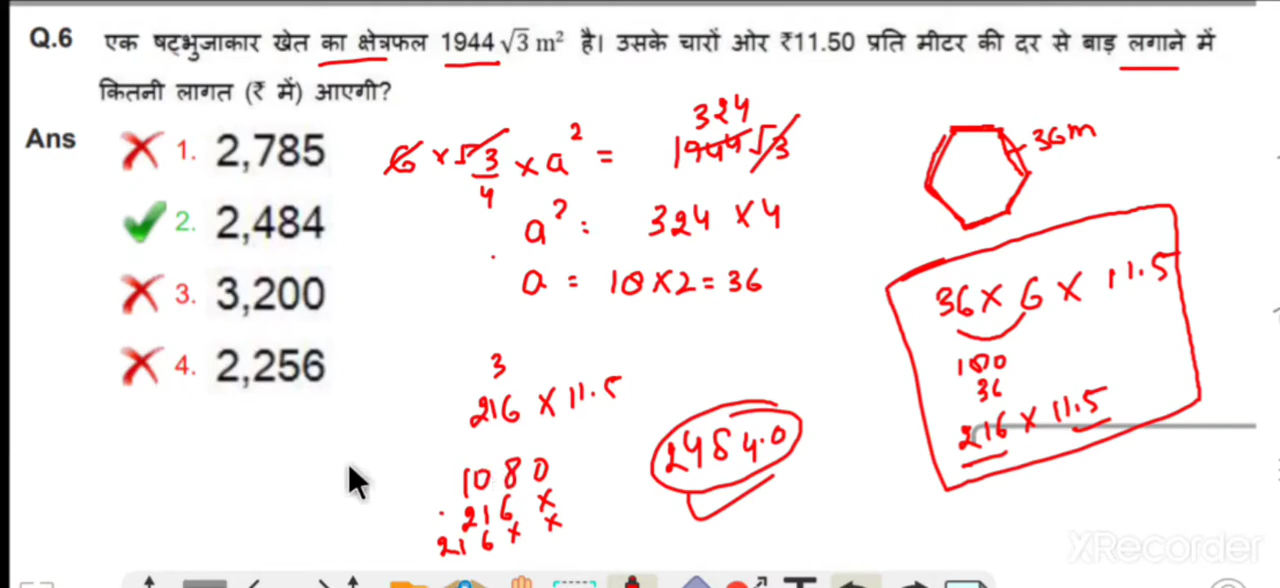 Q.6 एक षट्भुजाकार खेत का क्षेत्रफल 1944 √3 m² है। उसके चारों ओर ₹11.50 प्रति मीटर की दर से बाड़ लगाने में
कितनी लागत (₹ में) आएगी?
Ans
1. 2,785
2. 2,484
3. 3,200
4. 2,256
324
6 × √3/4 × a² = 1944√3
a² = 324 × 4
a = 18 × 2 = 36
3
216 × 11.5
1080
216×
216××
2484.0
36m
36 × 6 × 11.5
180
36
216 × 11.5
XRecorder